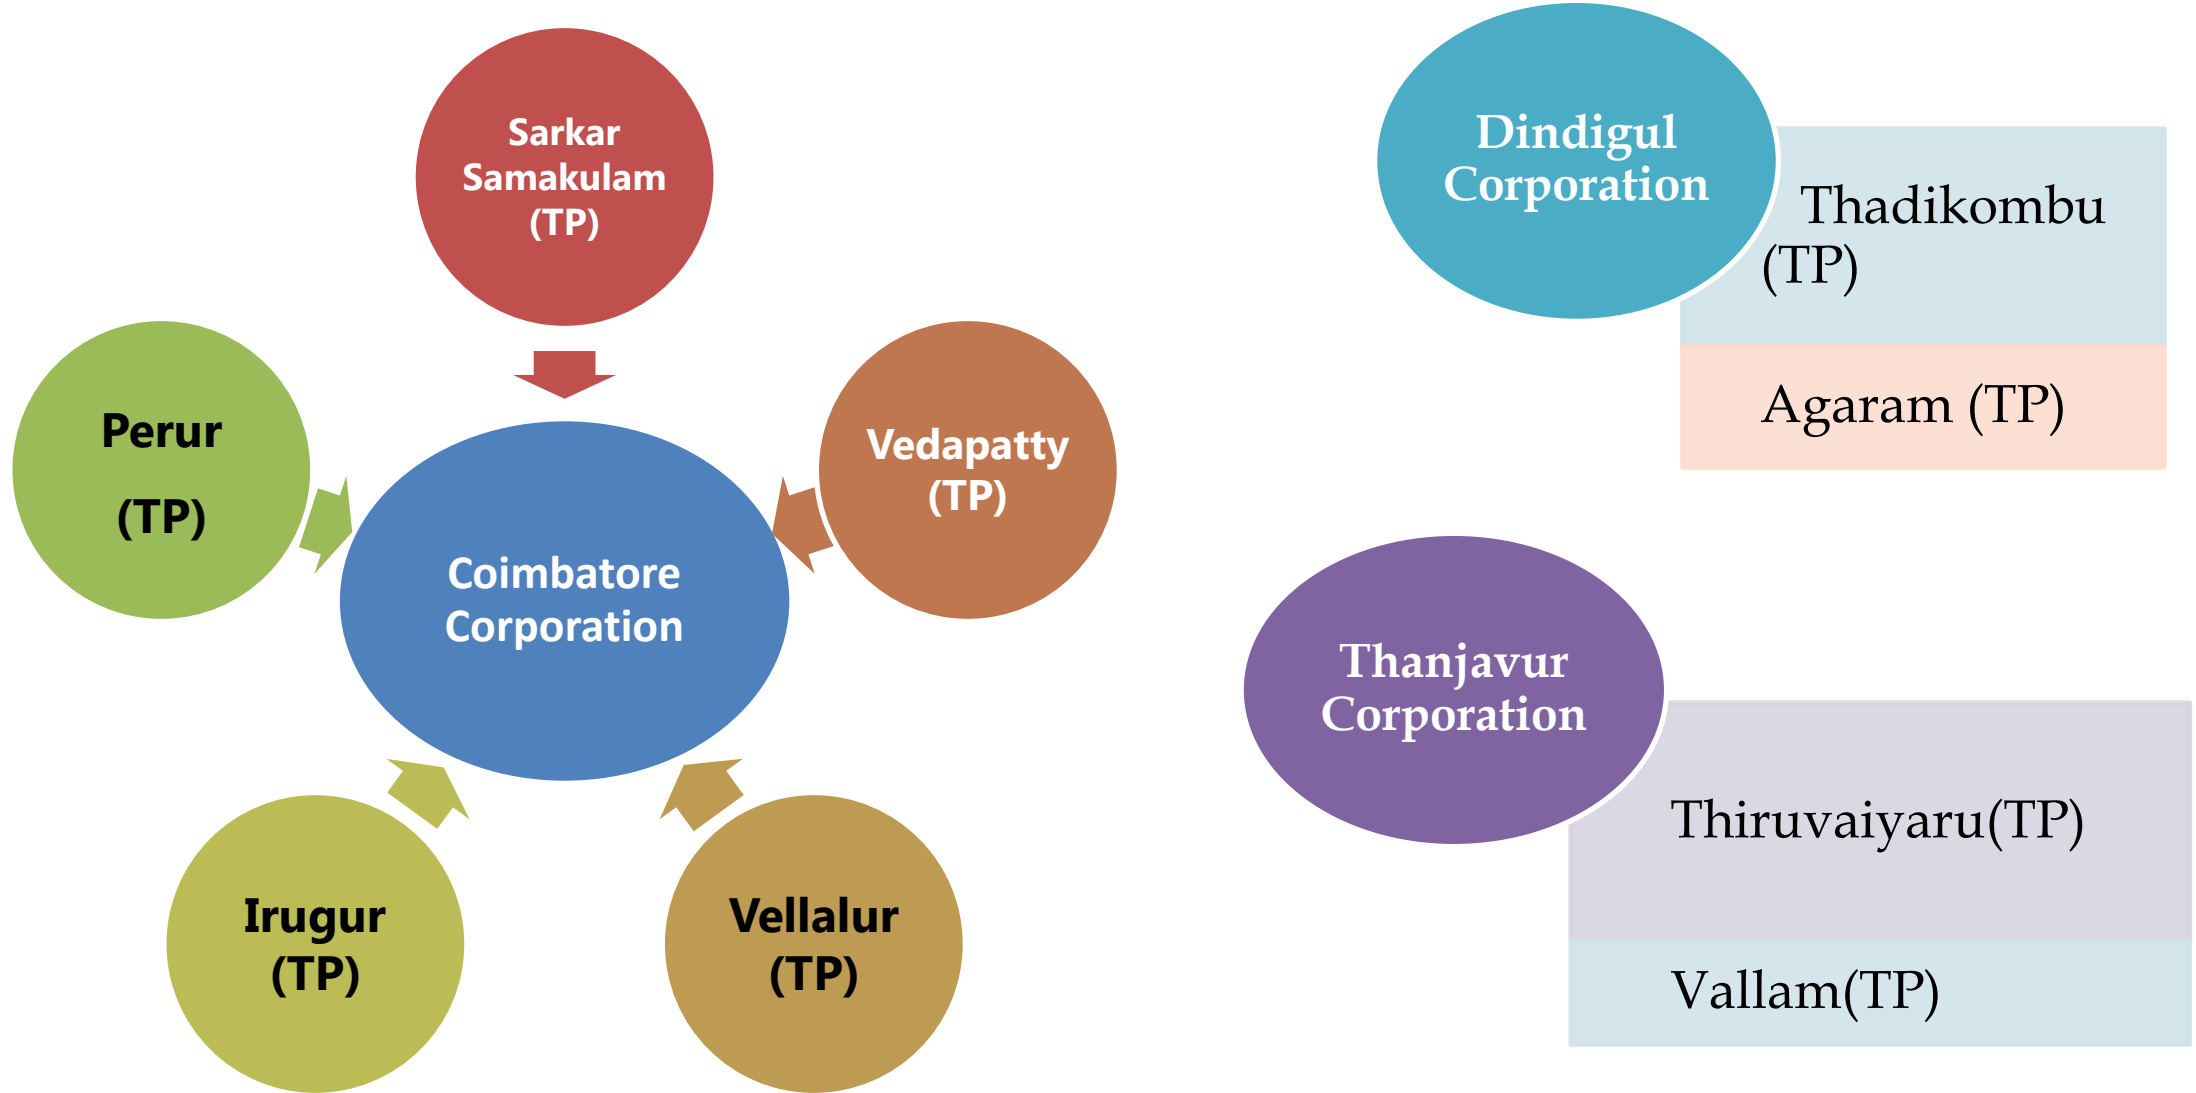 Sarkar
Samakulam
(TP)
Perur
(TP)
Vedapatty
(TP)
Coimbatore
Corporation
Irugur
(TP)
Vellalur
(TP)
Dindigul
Corporation
Thadikombu
(TP)
Agaram (TP)
Thanjavur
Corporation
Thiruvaiyaru(TP)
Vallam(TP)